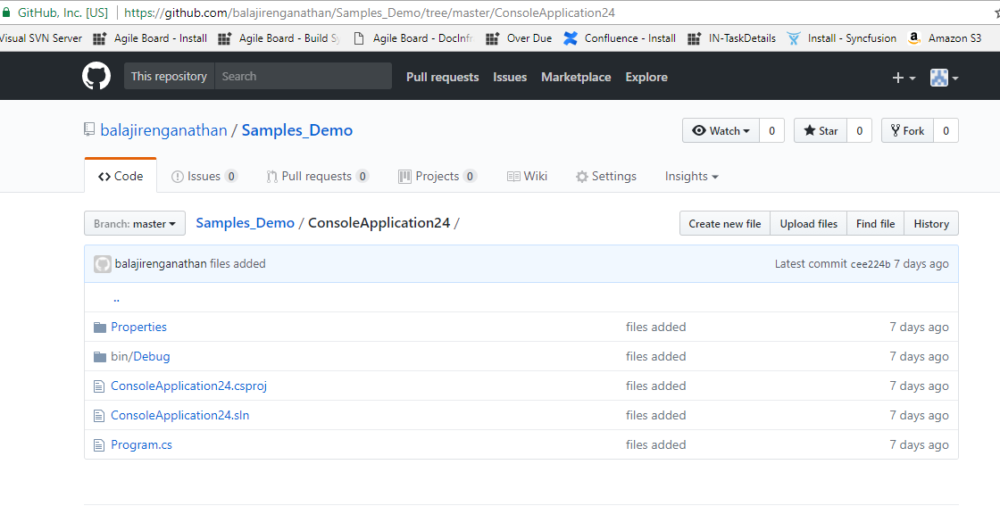 GitHub, Inc. [US] https://github.com/balajirenganathan/Samples_Demo/tree/master/ConsoleApplication24
Visual SVN Server Agile Board - Install Agile Board - Build Sy Agile Board - DocInfr Over Due Confluence - Install IN-TaskDetails Install - Syncfusion Amazon S3
This repository Search Pull requests Issues Marketplace Explore
balajirenganathan / Samples_Demo Watch 0 Star 0 Fork 0
Code Issues 0 Pull requests 0 Projects 0 Wiki Settings Insights
Branch: master Samples_Demo / ConsoleApplication24 / Create new file Upload files Find file History
balajirenganathan files added Latest commit cee224b 7 days ago
..
Properties files added 7 days ago
bin/Debug files added 7 days ago
ConsoleApplication24.csproj files added 7 days ago
ConsoleApplication24.sln files added 7 days ago
Program.cs files added 7 days ago